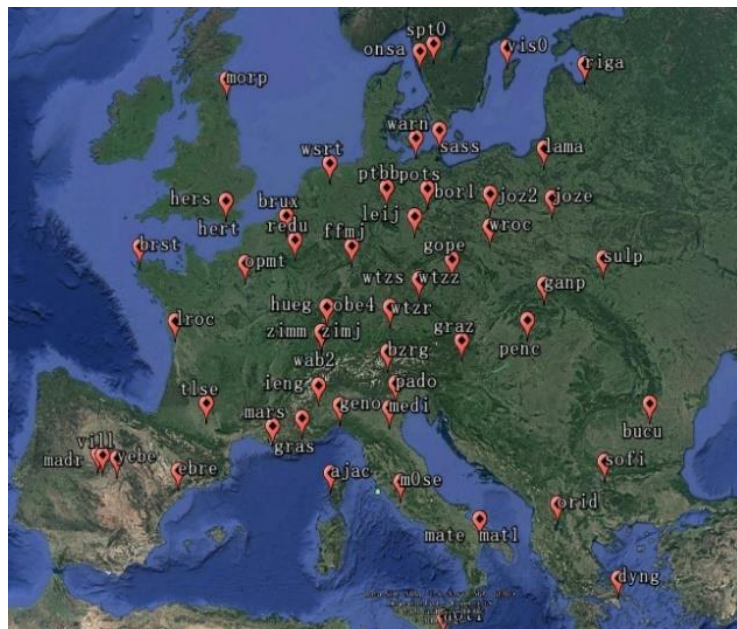 spt0
onsa
vis0
riga
morp
warn
sass
lama
wsrt
ptbb
pots
hers
hert
brux
borl
joz2
joze
leij
redu
ffmj
wroc
brst
opmt
gope
sulp
wtzs
wtzz
ganp
hueg
obe4
wtzr
lroc
zimm
zimj
graz
penc
wab2
bzrg
ieng
pado
tlse
geno
medi
mars
bucu
gras
vill
madr
yebe
ebre
sofi
ajac
m0se
orid
mate
mat1
dyng